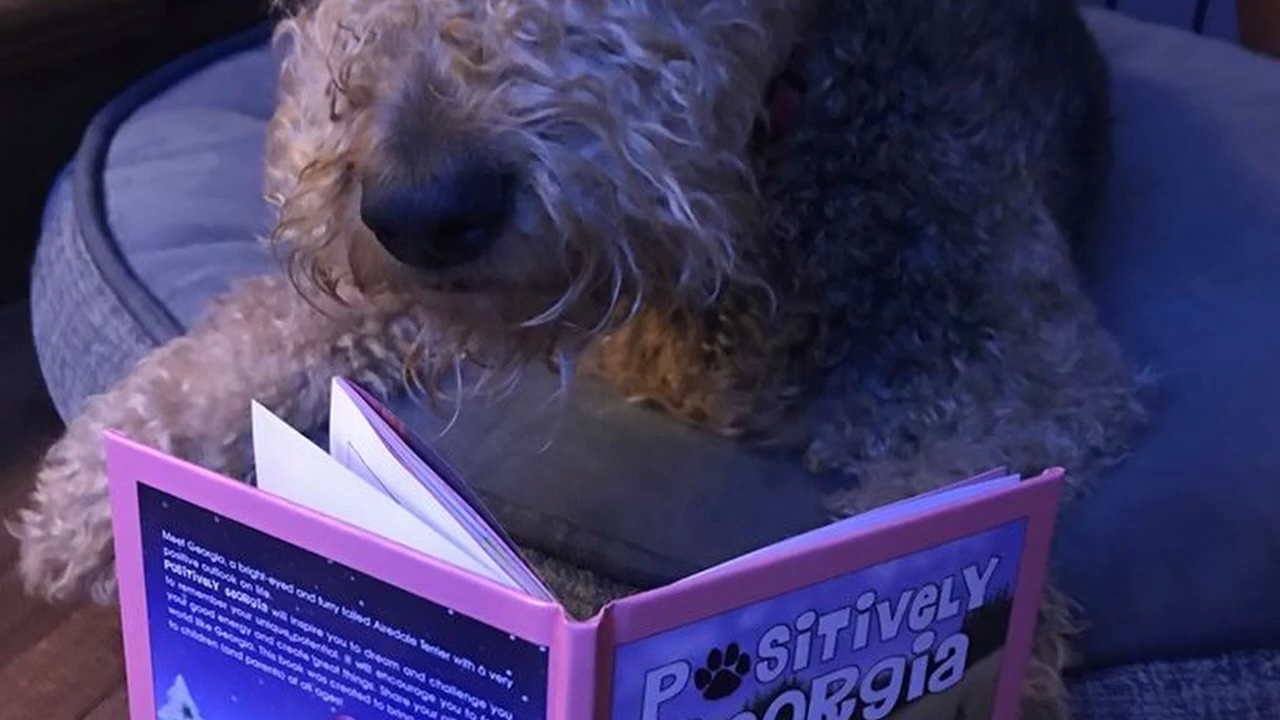 Meet Georgia, a bright-eyed and furry tailed Airedale Terrier with a very
positive outlook on life.
POSITIVELY GEORGIA will inspire you to dream and challenge you
to remember your unique potential. It will encourage you to
your good energy and create great things. Share your
world like Georgia. This book was created to bring
to children (and parents) of all ages!
POSITIVELY
GEORGIA